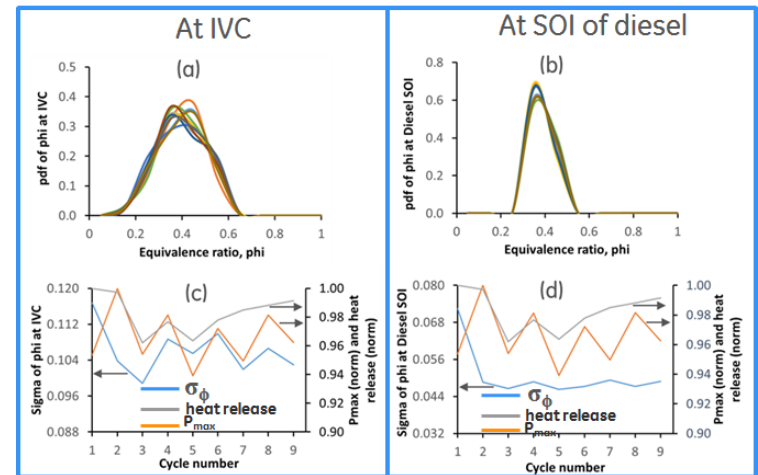 At IVC
(a)
pdf of phi at IVC
0.5
0.4
0.3
0.2
0.1
0.0
0 0.2 0.4 0.6 0.8 1
Equivalence ratio, phi
(c)
Sigma of phi at IVC
0.120
0.112
0.104
0.096
0.088
1.00
0.98
0.96
0.94
0.92
0.90
Pmax (norm) and heat
release (norm)
σϕ
heat release
Pmax
1 2 3 4 5 6 7 8 9
Cycle number
At SOI of diesel
(b)
pdf of phi at Diesel SOI
0.8
0.6
0.4
0.2
0.0
0 0.2 0.4 0.6 0.8 1
Equivalence ratio, phi
(d)
Sigma of phi at Diesel SOI
0.080
0.068
0.056
0.044
0.032
1.00
0.98
0.96
0.94
0.92
0.90
Pmax (norm) and heat
release (norm)
σϕ
heat release
Pmax
1 2 3 4 5 6 7 8 9
Cycle number